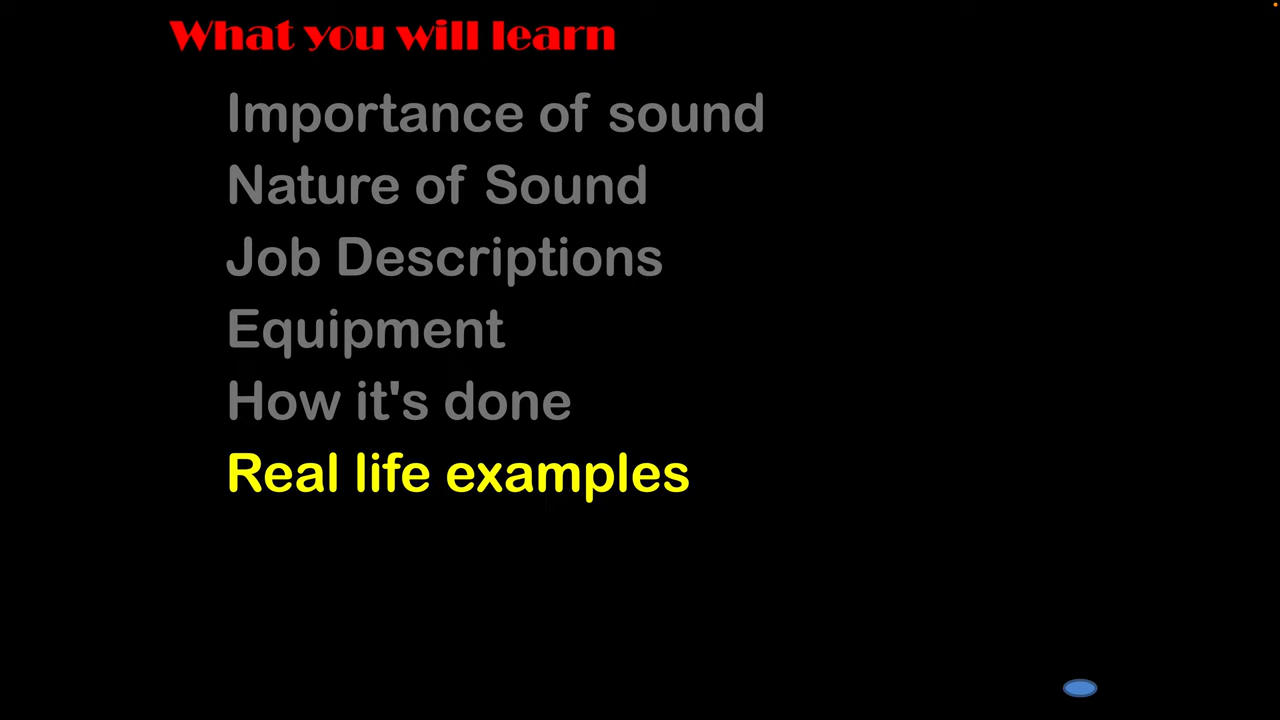 What you will learn
Importance of sound
Nature of Sound
Job Descriptions
Equipment
How it's done
Real life examples